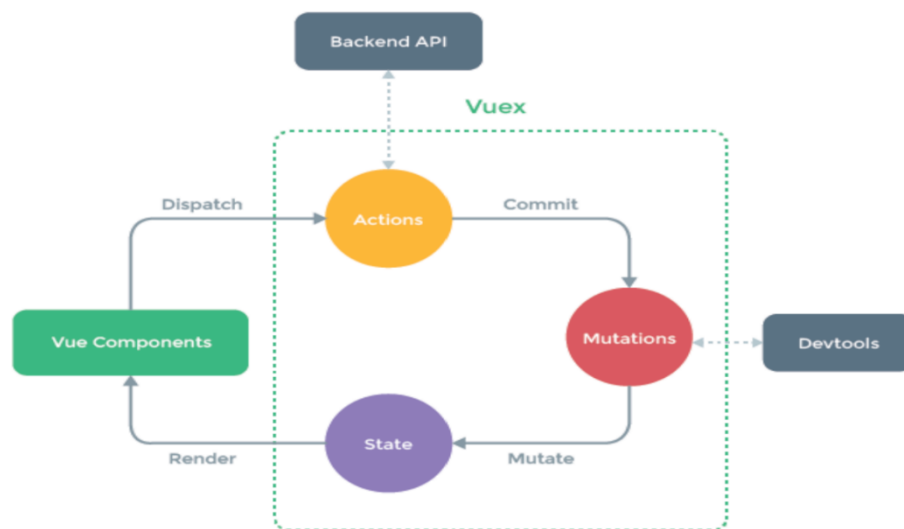 Backend API
Vuex
Dispatch
Actions
Commit
Vue Components
Mutations
Devtools
State
Render
Mutate